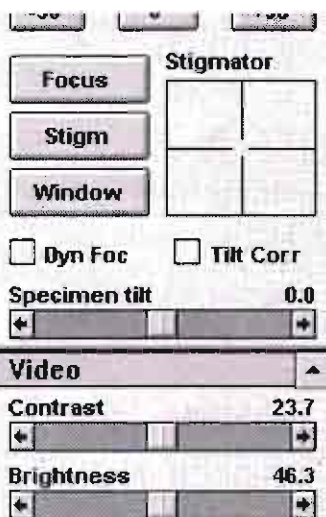 Focus
Stigmator
Stigm
Window
Dyn Foc Tilt Corr
Specimen tilt 0.0
Video
Contrast 23.7
Brightness 46.3